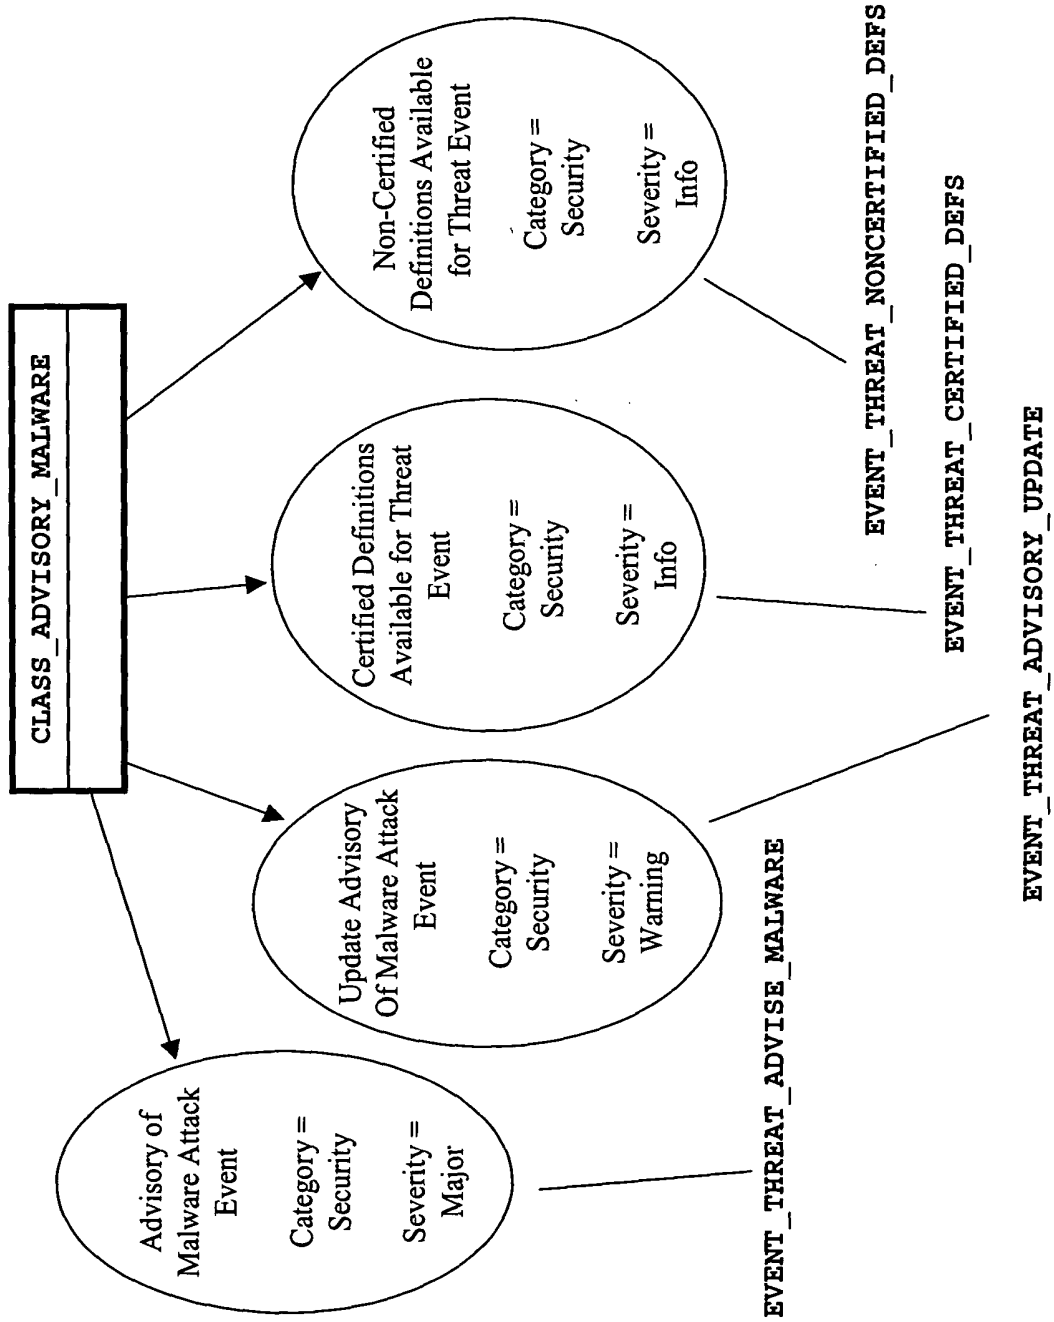 CLASS_ADVISORY_MALWARE
Advisory of
Malware Attack
Event
Category =
Security
Severity =
Major
Update Advisory
Of Malware Attack
Event
Category =
Security
Severity =
Warning
Certified Definitions
Available for Threat
Event
Category =
Security
Severity =
Info
Non-Certified
Definitions Available
for Threat Event
Category =
Security
Severity =
Info
EVENT_THREAT_ADVISE_MALWARE
EVENT_THREAT_NONCERTIFIED_DEFS
EVENT_THREAT_CERTIFIED_DEFS
EVENT_THREAT_ADVISORY_UPDATE